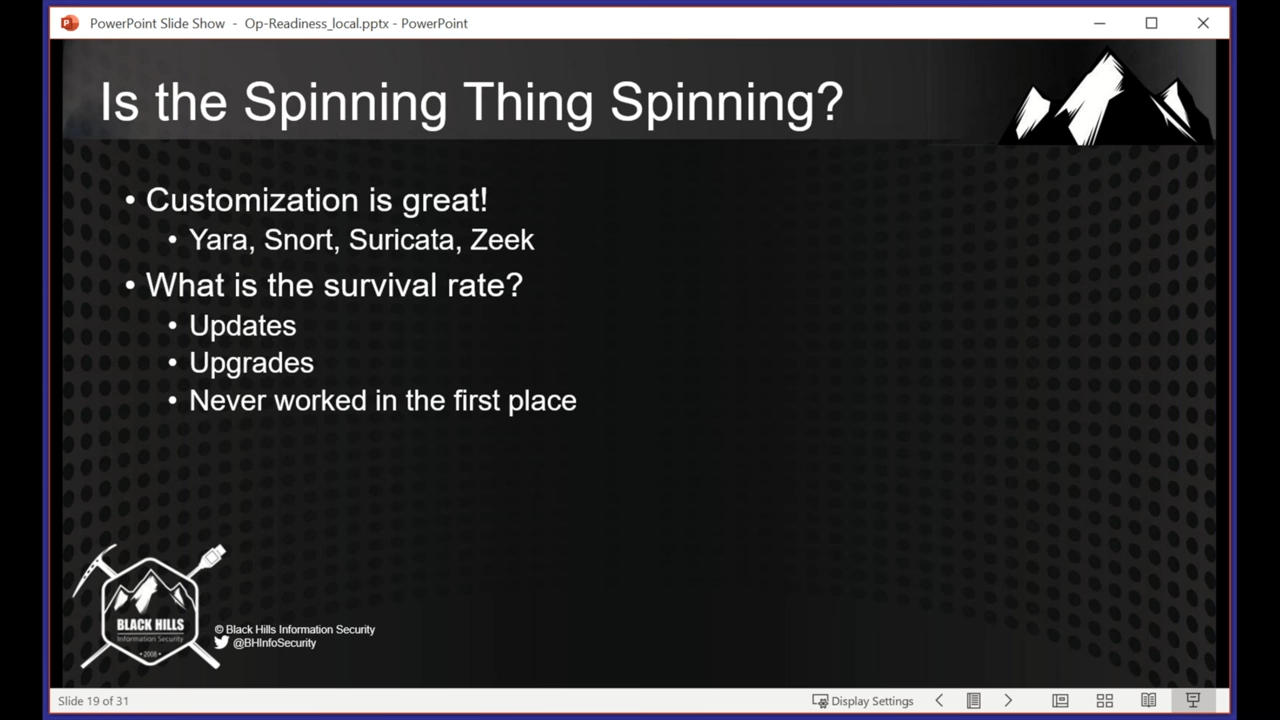 PowerPoint Slide Show - Op-Readiness_local.pptx - PowerPoint
Is the Spinning Thing Spinning?
• Customization is great!
• Yara, Snort, Suricata, Zeek
• What is the survival rate?
• Updates
• Upgrades
• Never worked in the first place
BLACK HILLS
Information Security
• 2008 •
© Black Hills Information Security
@BHInfoSecurity
Slide 19 of 31
Display Settings